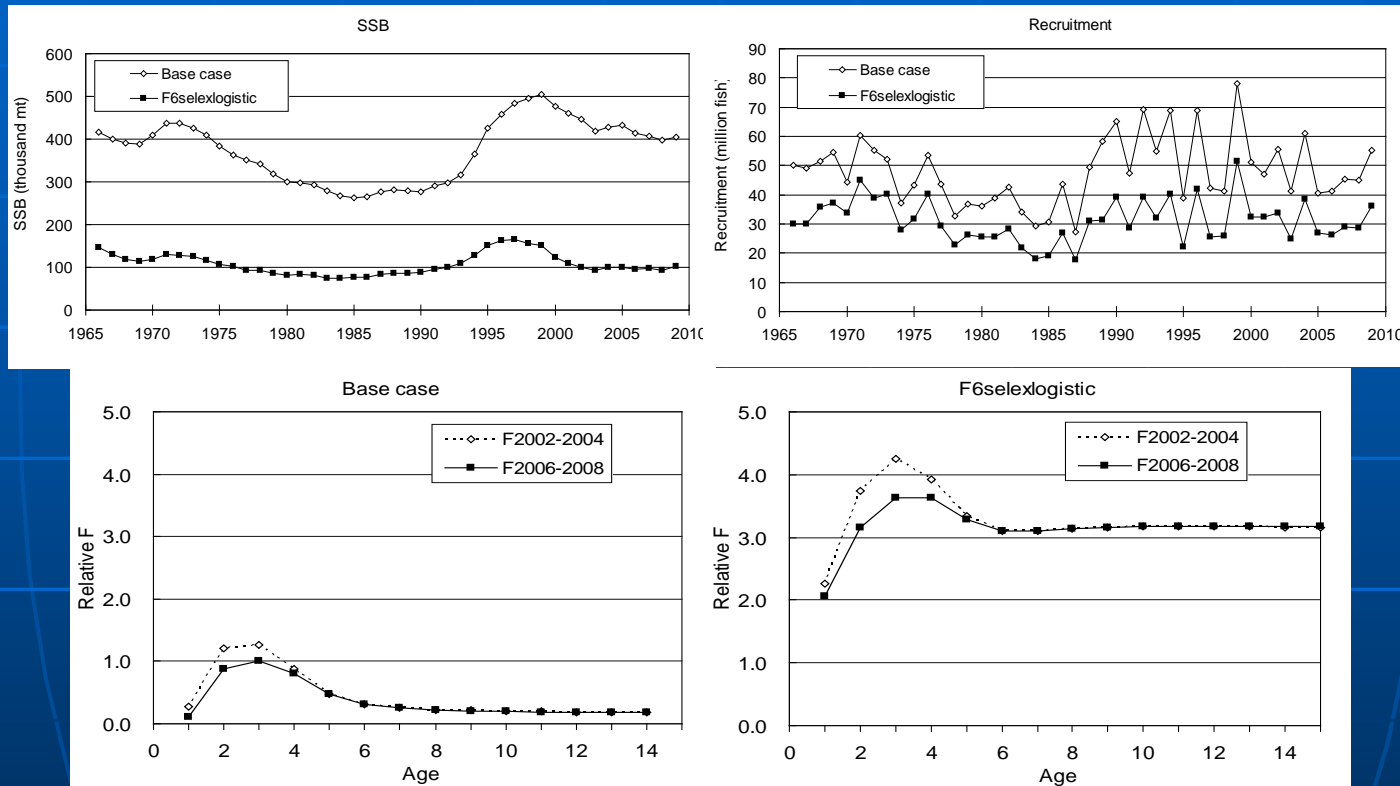 SSB
SSB (thousand mt)
600
500
400
300
200
100
0
Base case
F6selexlogistic
1965 1970 1975 1980 1985 1990 1995 2000 2005 2010
Recruitment
Recruitment (million fish)
90
80
70
60
50
40
30
20
10
0
Base case
F6selexlogistic
1965 1970 1975 1980 1985 1990 1995 2000 2005 2010
Base case
Relative F
5.0
4.0
3.0
2.0
1.0
0.0
F2002-2004
F2006-2008
0 2 4 6 8 10 12 14
Age
F6selexlogistic
Relative F
5.0
4.0
3.0
2.0
1.0
0.0
F2002-2004
F2006-2008
0 2 4 6 8 10 12 14
Age